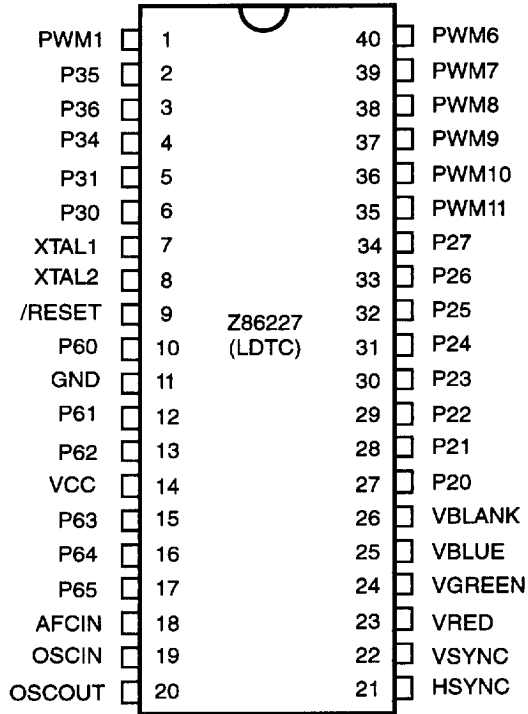 PWM1 1 40 PWM6
P35 2 39 PWM7
P36 3 38 PWM8
P34 4 37 PWM9
P31 5 36 PWM10
P30 6 35 PWM11
XTAL1 7 34 P27
XTAL2 8 33 P26
/RESET 9 32 P25
Z86227
(LDTC)
P60 10 31 P24
GND 11 30 P23
P61 12 29 P22
P62 13 28 P21
VCC 14 27 P20
P63 15 26 VBLANK
P64 16 25 VBLUE
P65 17 24 VGREEN
AFCIN 18 23 VRED
OSCIN 19 22 VSYNC
OSCOUT 20 21 HSYNC